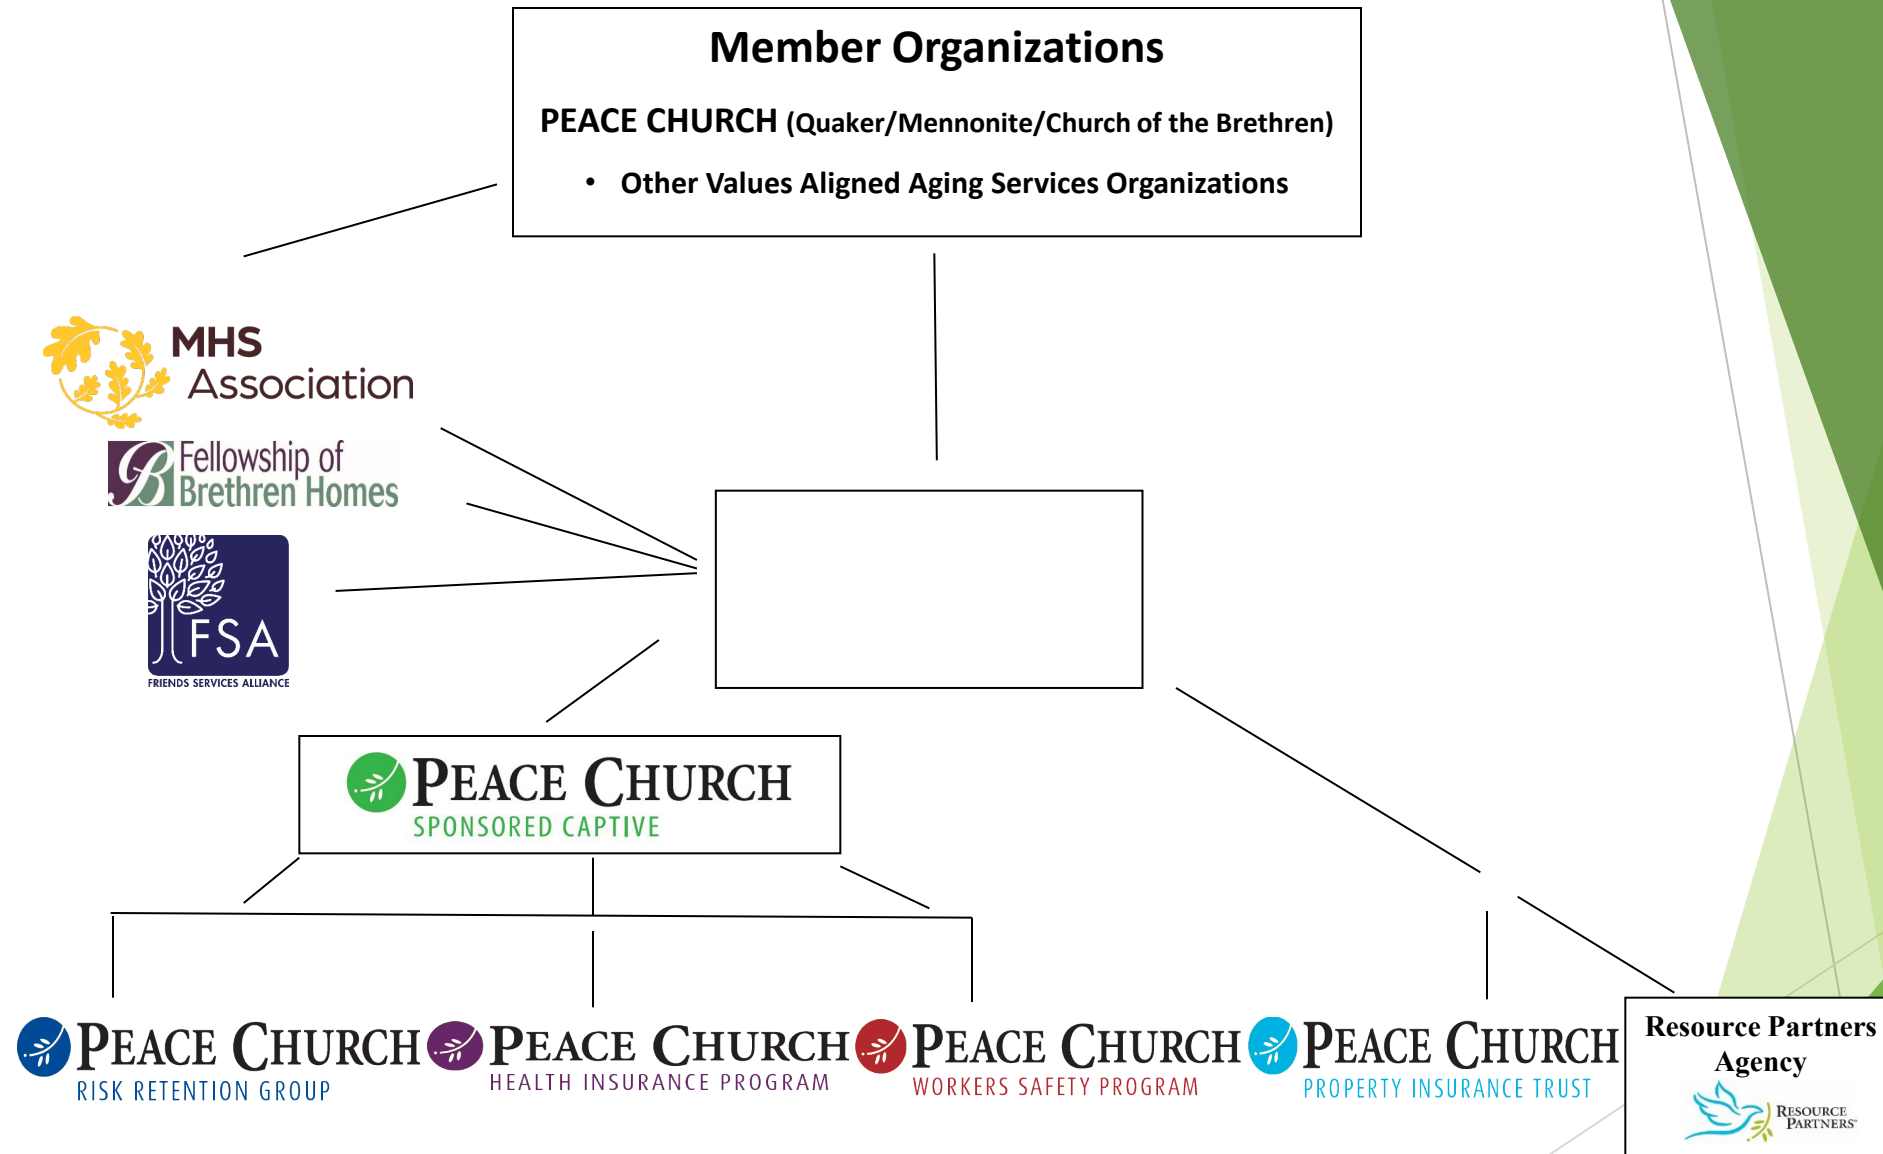 Member Organizations
PEACE CHURCH (Quaker/Mennonite/Church of the Brethren)
• Other Values Aligned Aging Services Organizations
MHS
Association
Fellowship of
Brethren Homes
FSA
FRIENDS SERVICES ALLIANCE
PEACE CHURCH
SPONSORED CAPTIVE
PEACE CHURCH
RISK RETENTION GROUP
PEACE CHURCH
HEALTH INSURANCE PROGRAM
PEACE CHURCH
WORKERS SAFETY PROGRAM
PEACE CHURCH
PROPERTY INSURANCE TRUST
Resource Partners
Agency
RESOURCE
PARTNERS